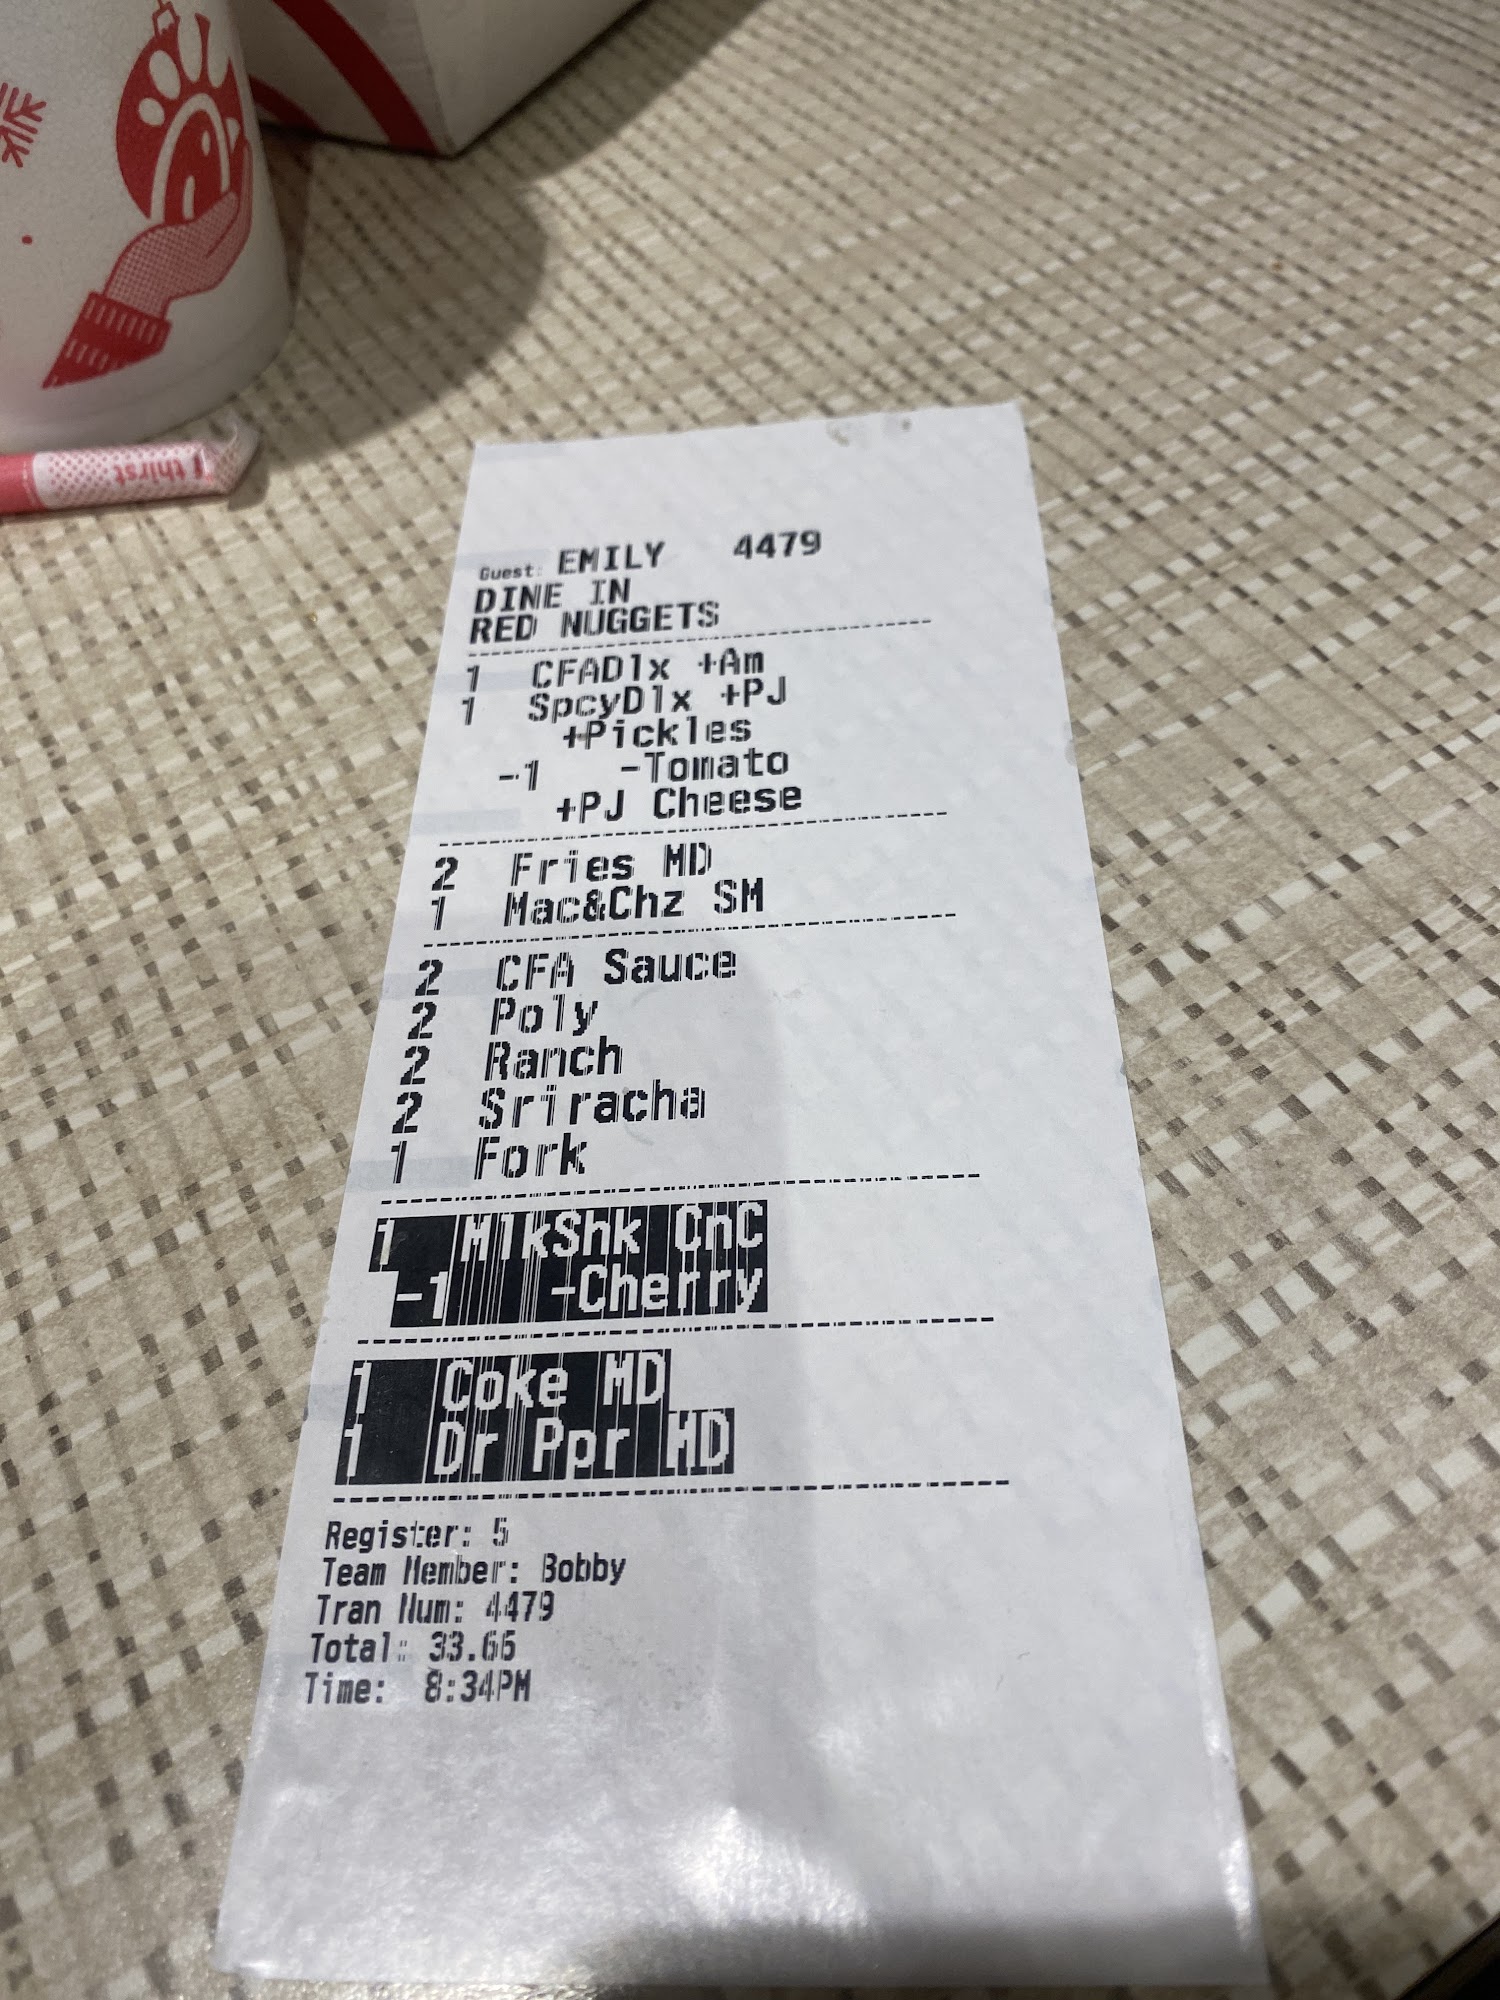 thirst
Guest: EMILY 4479
DINE IN
RED NUGGETS
1 CFADlx +Am
1 SpcyDlx +PJ
+Pickles
-1 -Tomato
+PJ Cheese
2 Fries MD
1 Mac&Chz SM
2 CFA Sauce
2 Poly
2 Ranch
2 Sriracha
1 Fork
1 MlkShk CnC
-1 -Cherry
1 Coke MD
1 Dr Ppr MD
Register: 5
Team Member: Bobby
Tran Num: 4479
Total: 33.66
Time: 8:34PM